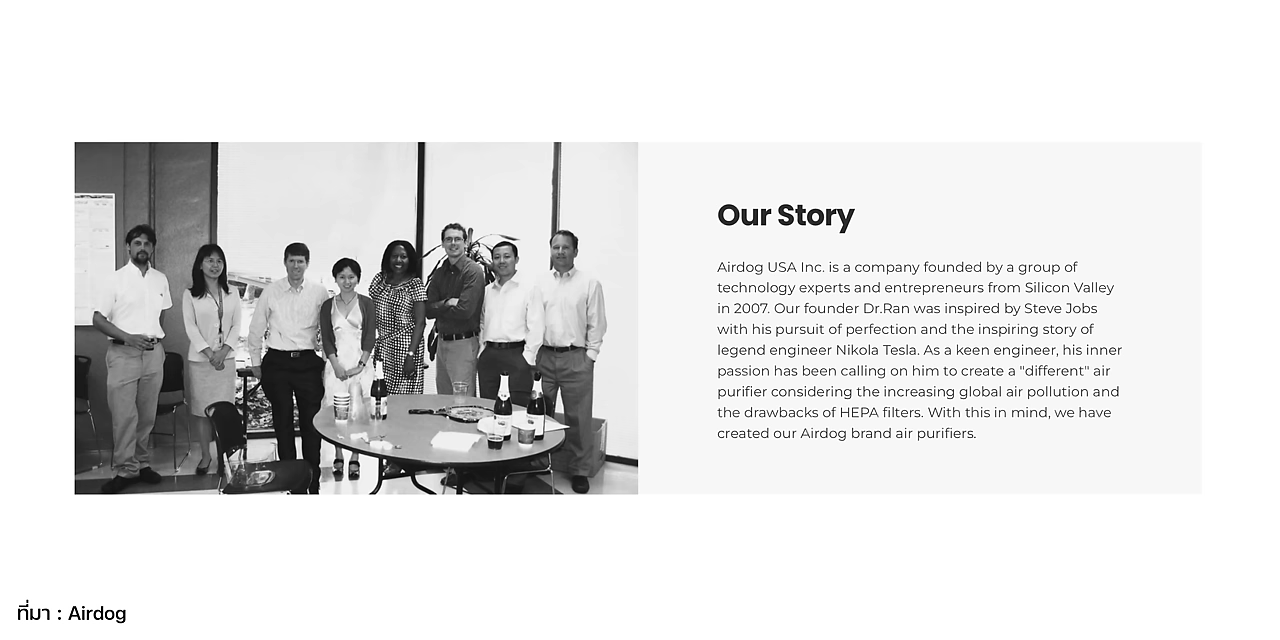 Our Story
Airdog USA Inc. is a company founded by a group of
technology experts and entrepreneurs from Silicon Valley
in 2007. Our founder Dr.Ran was inspired by Steve Jobs
with his pursuit of perfection and the inspiring story of
legend engineer Nikola Tesla. As a keen engineer, his inner
passion has been calling on him to create a "different" air
purifier considering the increasing global air pollution and
the drawbacks of HEPA filters. With this in mind, we have
created our Airdog brand air purifiers.
ที่มา : Airdog